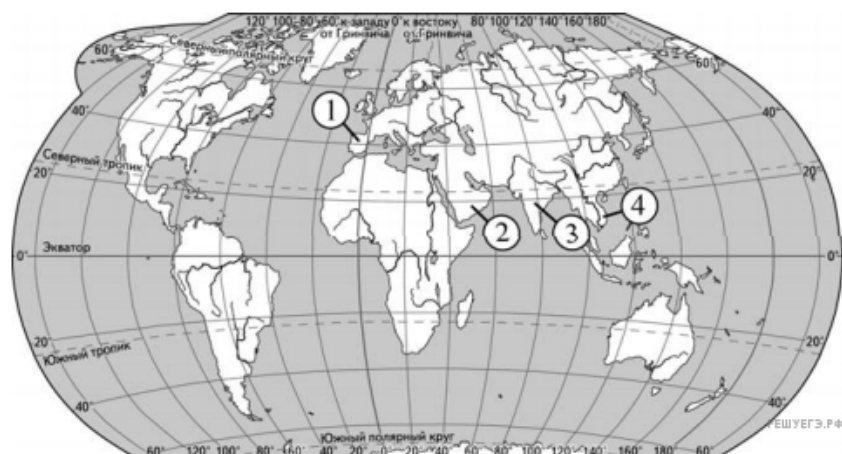 120° 100° 80° 60° к западу 0° к востоку 80° 100° 120° 140° 160° 180°
от Гринвича от Гринвича
60° Северный полярный круг 60°
40° 40°
1
Северный тропик
20° 20°
2 3 4
Экватор
0° 0°
20° 20°
Южный тропик
40° 40°
РЕШУЕГЭ.РФ
Южный полярный круг
60° 120° 100° 80° 60° 40° 20° 0° 20° 40° 60° 80° 100° 120° 140° 160° 180° 60°